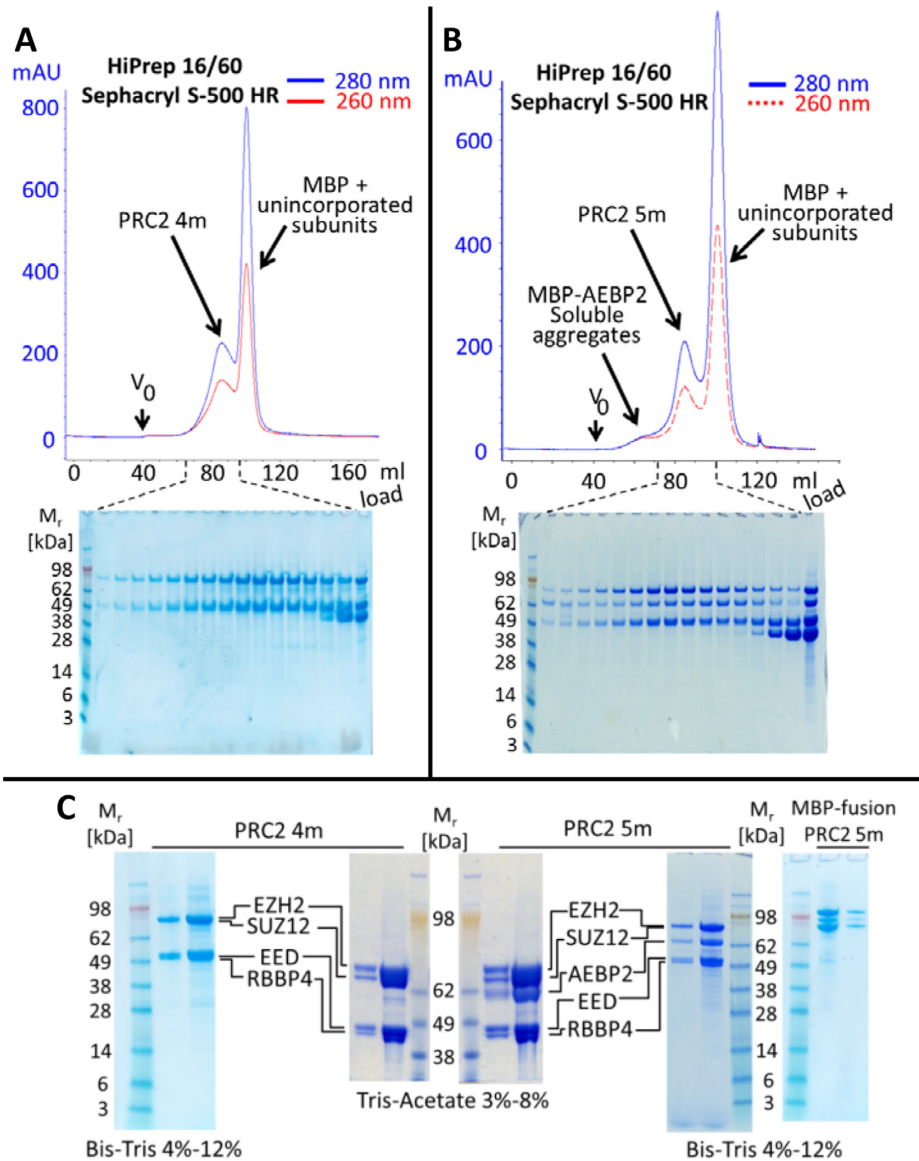 A
mAU
HiPrep 16/60
Sephacryl S-500 HR
280 nm
260 nm
800
600
400
200
0
PRC2 4m
MBP +
unincorporated
subunits
V0
0 40 80 120 160 ml
load
Mr
[kDa]
98
62
49
38
28
14
6
3
B
mAU
HiPrep 16/60
Sephacryl S-500 HR
280 nm
260 nm
600
400
200
0
PRC2 5m
MBP +
unincorporated
subunits
MBP-AEBP2
Soluble
aggregates
V0
0 40 80 120 ml
load
Mr
[kDa]
98
62
49
38
28
14
6
3
C
Mr
[kDa]
PRC2 4m
Mr
[kDa]
PRC2 5m
Mr
[kDa]
MBP-fusion
PRC2 5m
98
62
49
38
28
14
6
3
EZH2
SUZ12
EED
RBBP4
98
62
49
38
EZH2
SUZ12
AEBP2
EED
RBBP4
98
62
49
38
28
14
6
3
Tris-Acetate 3%-8%
Bis-Tris 4%-12%
Bis-Tris 4%-12%